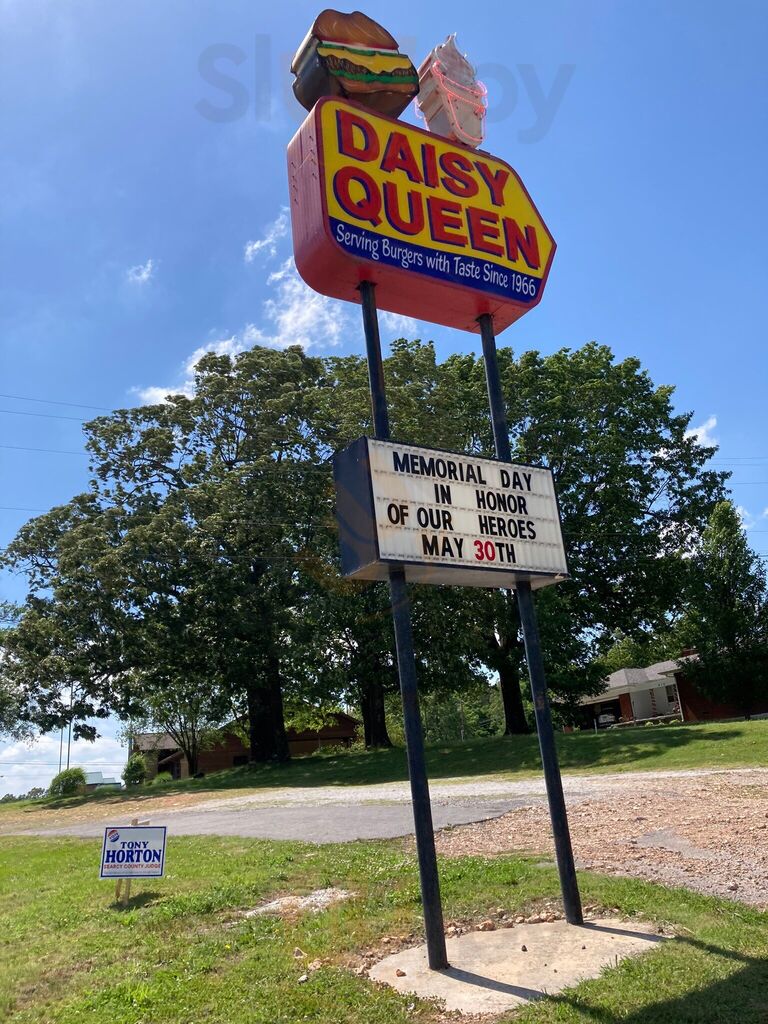 DAISY
QUEEN
Serving Burgers with Taste Since 1966
MEMORIAL DAY
IN HONOR
OF OUR HEROES
MAY 30TH
TONY
HORTON
SEARCY COUNTY JUDGE